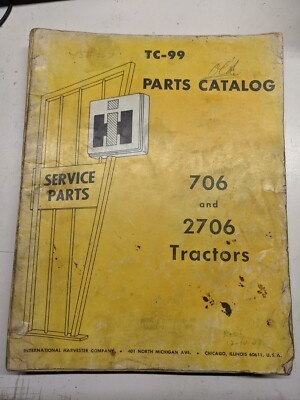 TC-99
PARTS CATALOG
IH
SERVICE
PARTS
706
and
2706
Tractors
INTERNATIONAL HARVESTER COMPANY • 401 NORTH MICHIGAN AVE. • CHICAGO, ILLINOIS 60611, U.S.A.